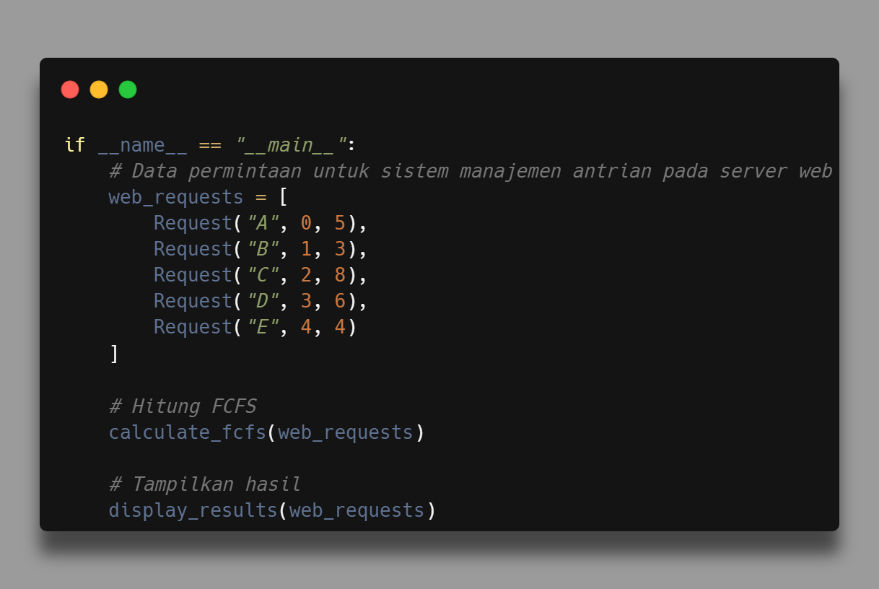 if __name__ == "__main__":
    # Data permintaan untuk sistem manajemen antrian pada server web
    web_requests = [
        Request("A", 0, 5),
        Request("B", 1, 3),
        Request("C", 2, 8),
        Request("D", 3, 6),
        Request("E", 4, 4)
    ]

    # Hitung FCFS
    calculate_fcfs(web_requests)

    # Tampilkan hasil
    display_results(web_requests)